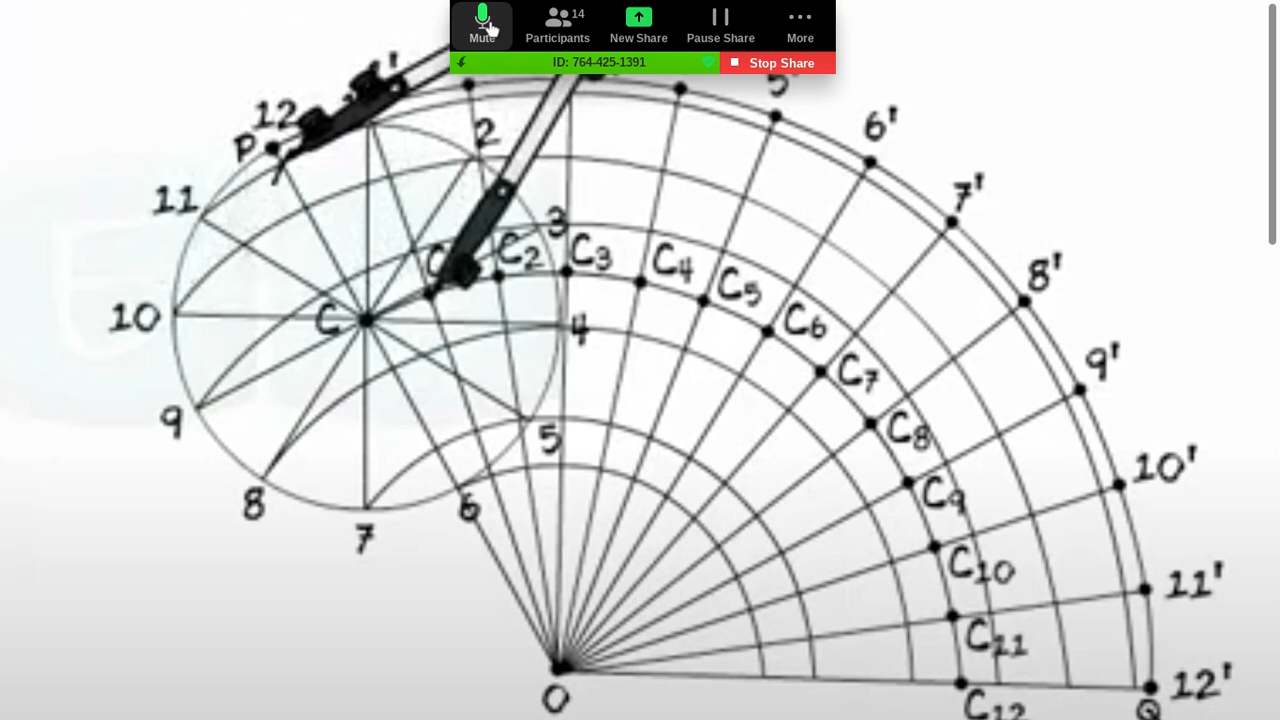 Mute
Participants
14
New Share
Pause Share
More
ID: 764-425-1391
Stop Share
12
P
2
5'
6'
7'
8'
9'
10'
11'
12'
11
3
10
C
4
9
8
7
6
5
C2
C3
C4
C5
C6
C7
C8
C9
C10
C11
C12
O
Q